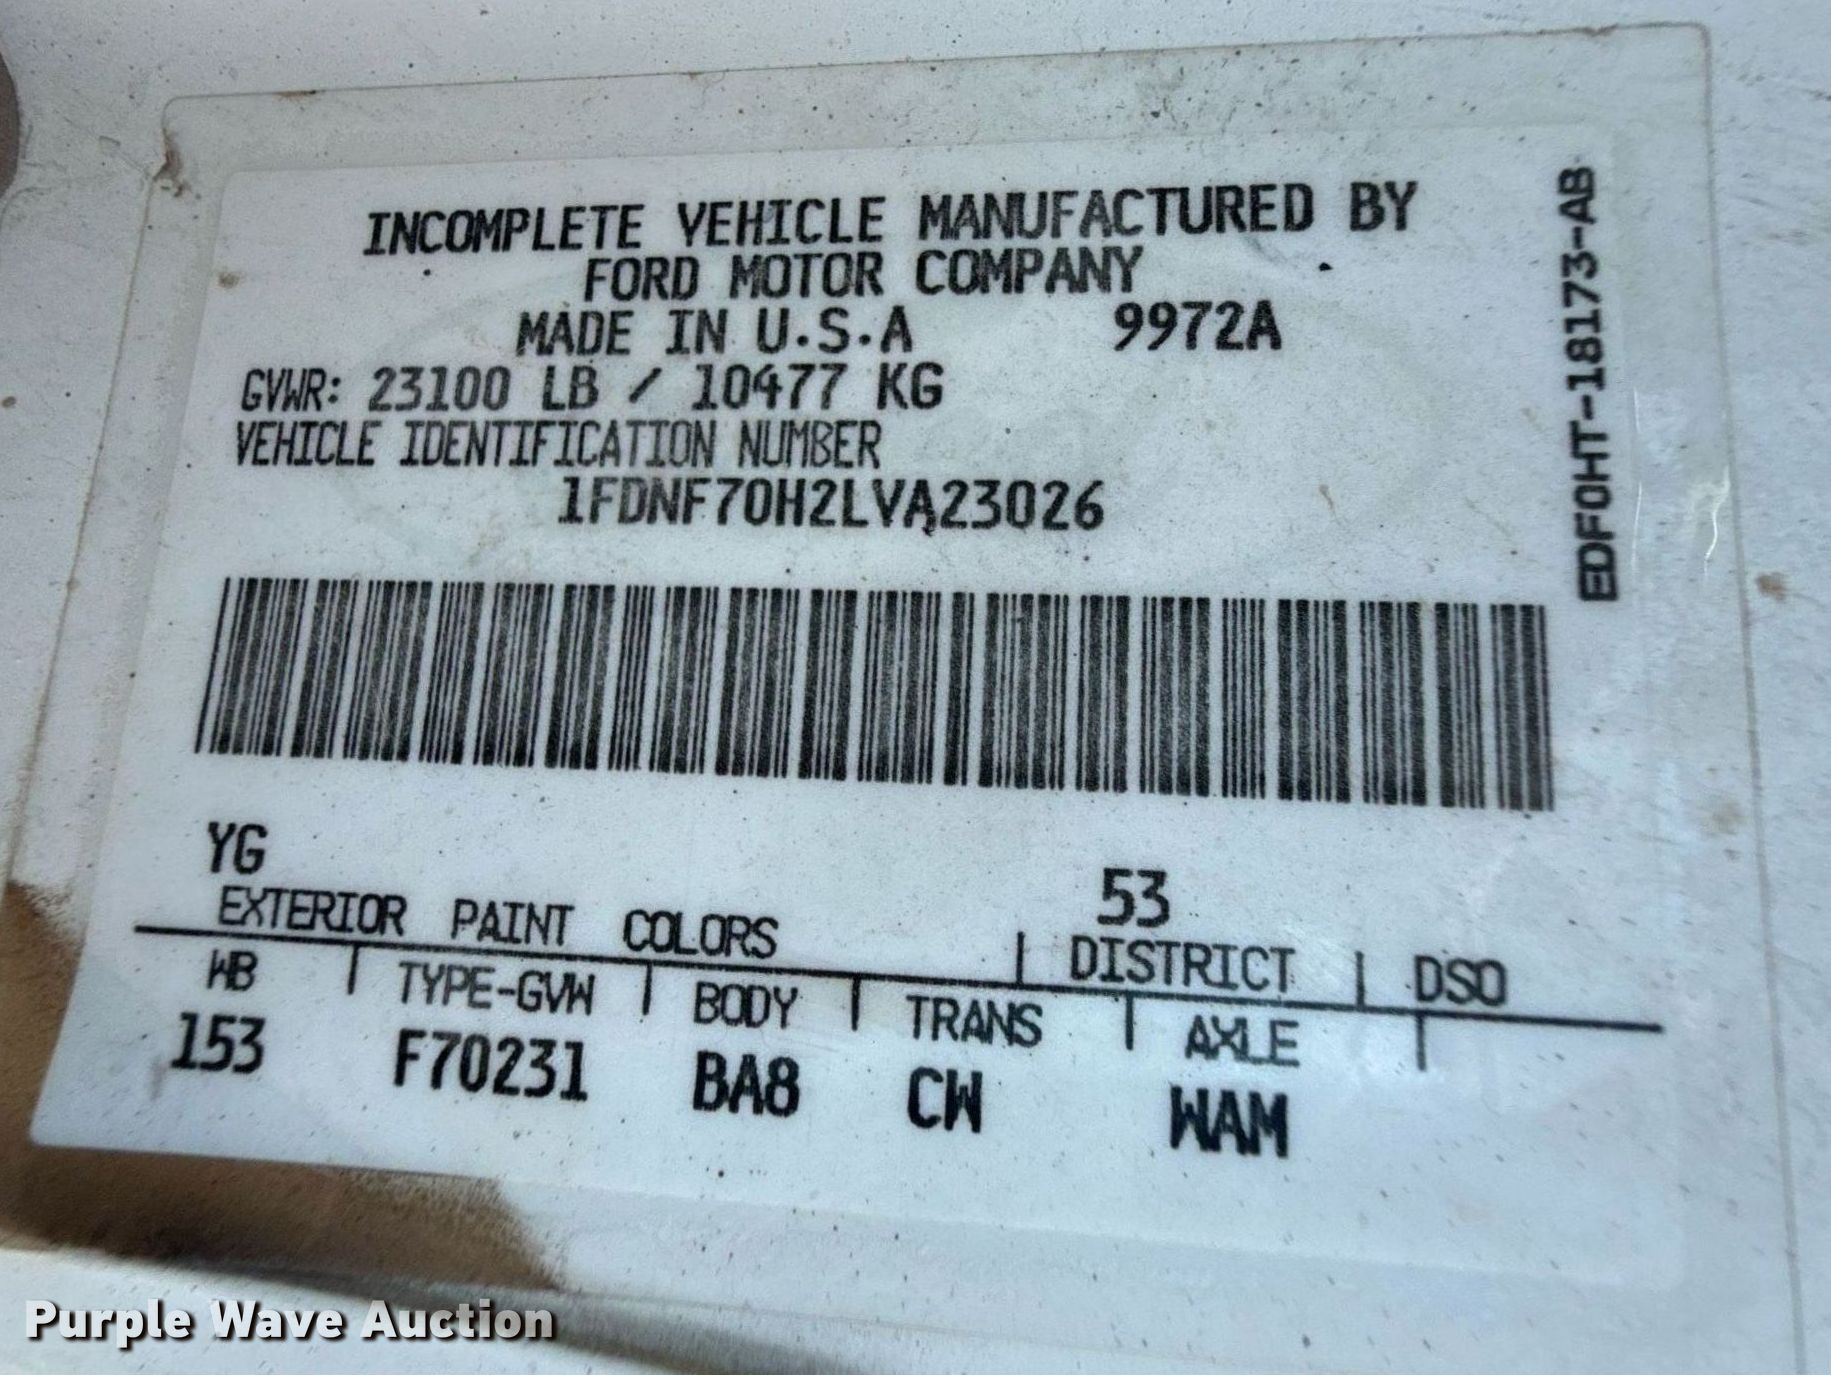 INCOMPLETE VEHICLE MANUFACTURED BY
FORD MOTOR COMPANY
MADE IN U.S.A 9972A
GVWR: 23100 LB / 10477 KG
VEHICLE IDENTIFICATION NUMBER
1FDNF70H2LVA23026
EDF0HT-18173-AB
YG 53
EXTERIOR PAINT COLORS DISTRICT DSO
WB TYPE-GVW BODY TRANS AXLE
153 F70231 BA8 CW WAM
Purple Wave Auction